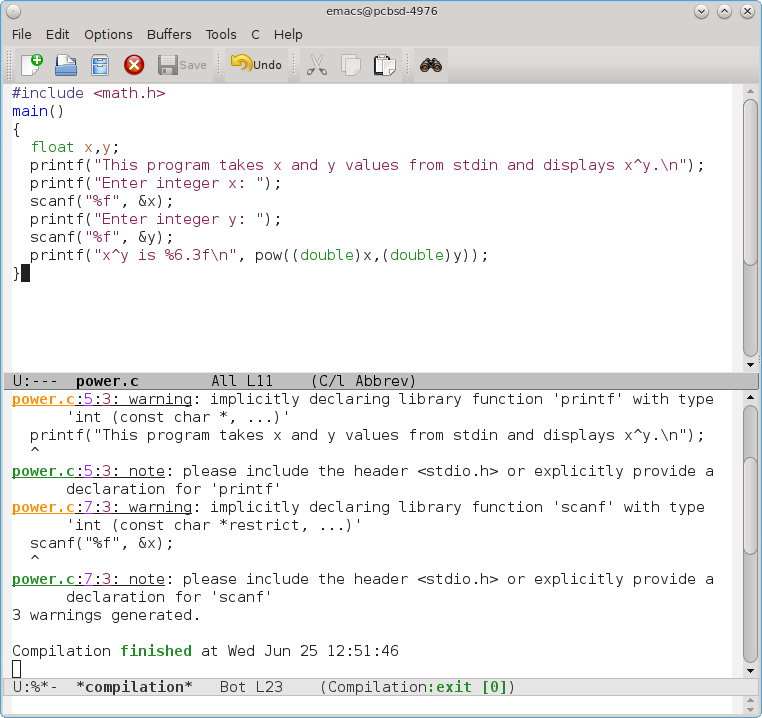 emacs@pcbsd-4976
File Edit Options Buffers Tools C Help
Save Undo
#include <math.h>
main()
{
  float x,y;
  printf("This program takes x and y values from stdin and displays x^y.\n");
  printf("Enter integer x: ");
  scanf("%f", &x);
  printf("Enter integer y: ");
  scanf("%f", &y);
  printf("x^y is %6.3f\n", pow((double)x,(double)y));
}
U:---  power.c        All L11    (C/l Abbrev)
power.c:5:3: warning: implicitly declaring library function 'printf' with type
      'int (const char *, ...)'
  printf("This program takes x and y values from stdin and displays x^y.\n");
  ^
power.c:5:3: note: please include the header <stdio.h> or explicitly provide a
      declaration for 'printf'
power.c:7:3: warning: implicitly declaring library function 'scanf' with type
      'int (const char *restrict, ...)'
  scanf("%f", &x);
  ^
power.c:7:3: note: please include the header <stdio.h> or explicitly provide a
      declaration for 'scanf'
3 warnings generated.
Compilation finished at Wed Jun 25 12:51:46
U:%*-  *compilation*   Bot L23    (Compilation:exit [0])